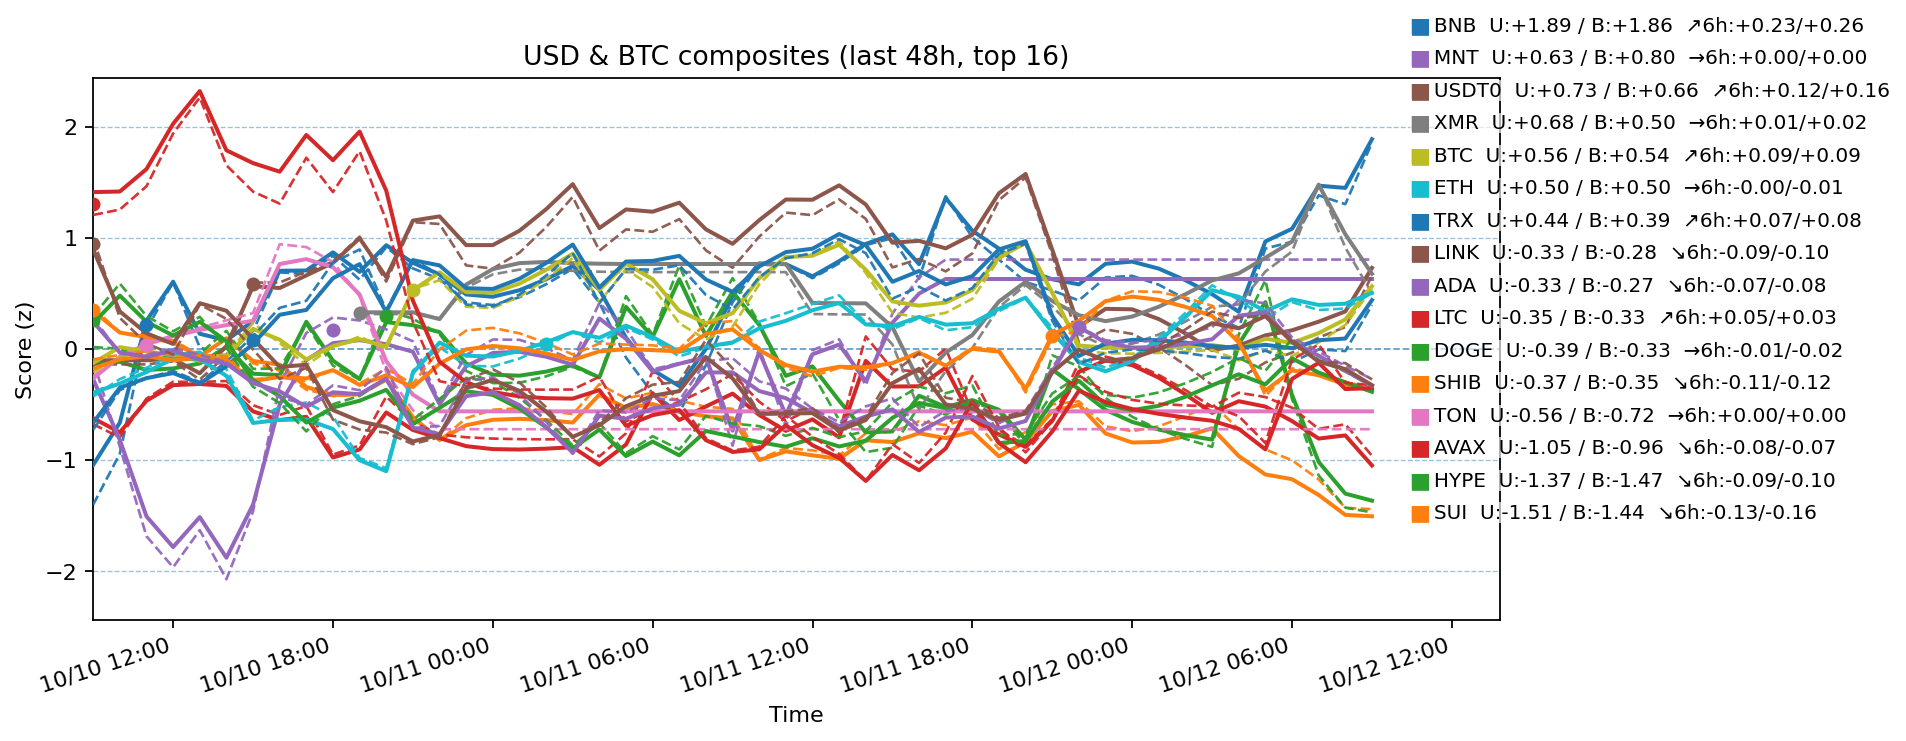 USD & BTC composites (last 48h, top 16)
BNB U:+1.89 / B:+1.86 ↗6h:+0.23/+0.26
MNT U:+0.63 / B:+0.80 →6h:+0.00/+0.00
USDT0 U:+0.73 / B:+0.66 ↗6h:+0.12/+0.16
XMR U:+0.68 / B:+0.50 →6h:+0.01/+0.02
BTC U:+0.56 / B:+0.54 ↗6h:+0.09/+0.09
ETH U:+0.50 / B:+0.50 →6h:-0.00/-0.01
TRX U:+0.44 / B:+0.39 ↗6h:+0.07/+0.08
LINK U:-0.33 / B:-0.28 ↘6h:-0.09/-0.10
ADA U:-0.33 / B:-0.27 ↘6h:-0.07/-0.08
LTC U:-0.35 / B:-0.33 ↗6h:+0.05/+0.03
DOGE U:-0.39 / B:-0.33 →6h:-0.01/-0.02
SHIB U:-0.37 / B:-0.35 ↘6h:-0.11/-0.12
TON U:-0.56 / B:-0.72 →6h:+0.00/+0.00
AVAX U:-1.05 / B:-0.96 ↘6h:-0.08/-0.07
HYPE U:-1.37 / B:-1.47 ↘6h:-0.09/-0.10
SUI U:-1.51 / B:-1.44 ↘6h:-0.13/-0.16
Score (z)
2
1
0
−1
−2
10/10 12:00
10/10 18:00
10/11 00:00
10/11 06:00
10/11 12:00
10/11 18:00
10/12 00:00
10/12 06:00
10/12 12:00
Time